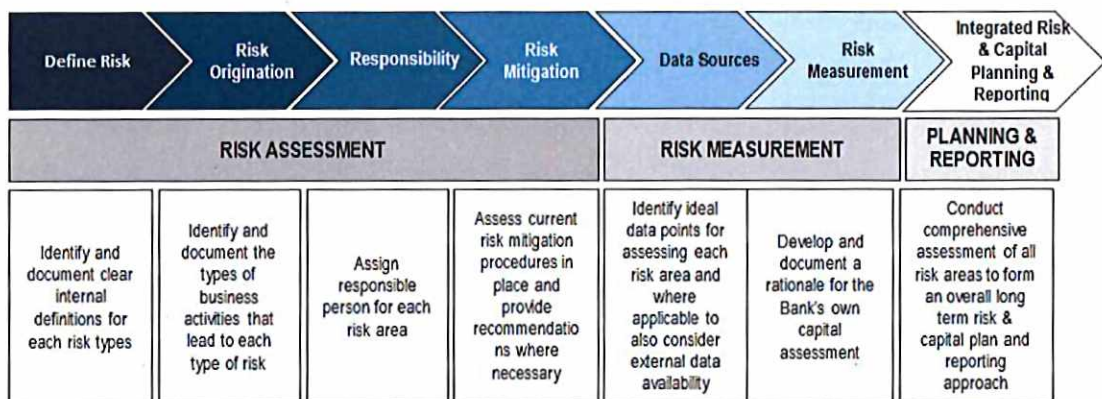 Define Risk
Risk
Origination
Responsibility
Risk
Mitigation
Data Sources
Risk
Measurement
Integrated Risk
& Capital
Planning &
Reporting
RISK ASSESSMENT
RISK MEASUREMENT
PLANNING &
REPORTING
Identify and
document clear
internal
definitions for
each risk types
Identify and
document the
types of
business
activities that
lead to each
type of risk
Assign
responsible
person for each
risk area
Assess current
risk mitigation
procedures in
place and
provide
recommendatio
ns where
necessary
Identify ideal
data points for
assessing each
risk area and
where
applicable to
also consider
external data
availability
Develop and
document a
rationale for the
Bank's own
capital
assessment
Conduct
comprehensive
assessment of all
risk areas to form
an overall long
term risk &
capital plan and
reporting
approach